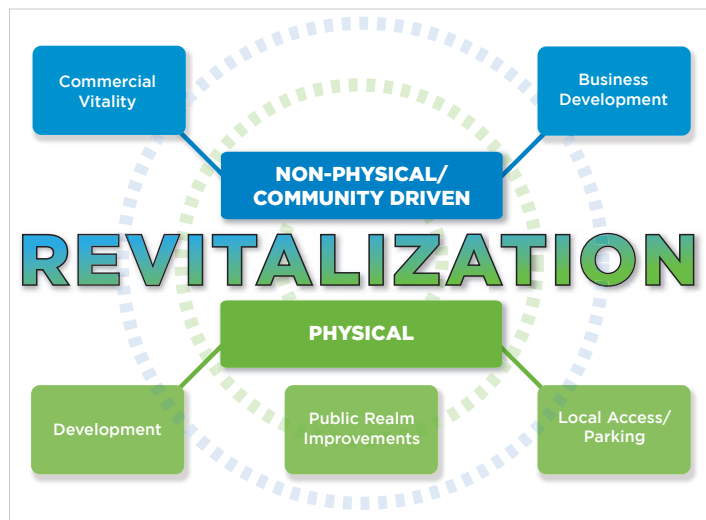 Commercial
Vitality
Business
Development
NON-PHYSICAL/
COMMUNITY DRIVEN
REVITALIZATION
PHYSICAL
Development
Public Realm
Improvements
Local Access/
Parking